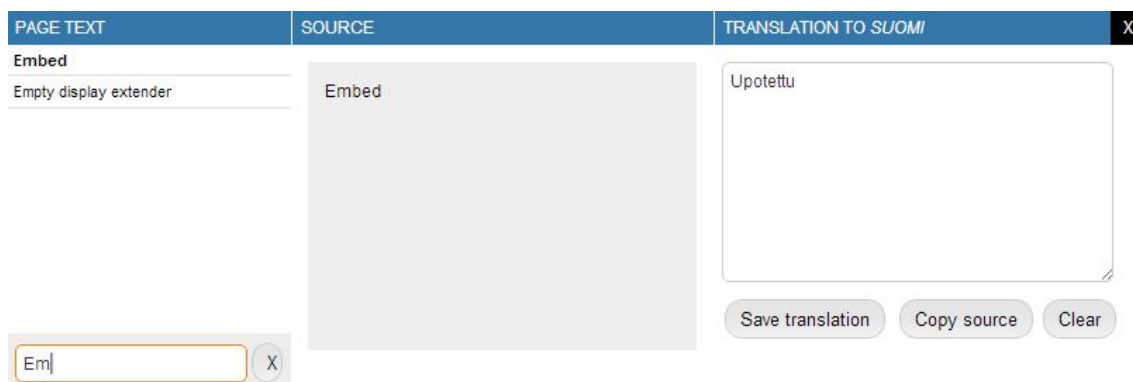 PAGE TEXT
Embed
Empty display extender
Em
X
SOURCE
Embed
TRANSLATION TO SUOMI
X
Upotettu
Save translation
Copy source
Clear